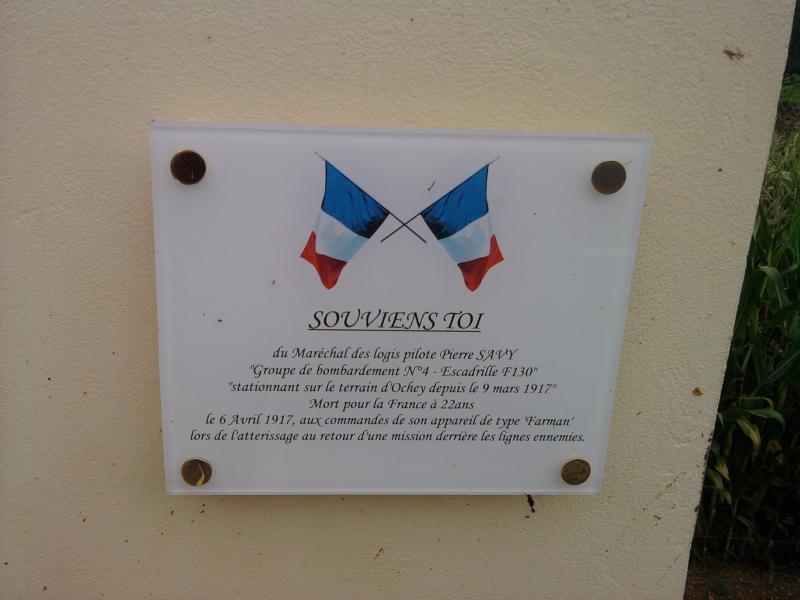 SOUVIENS TOI
du Maréchal des logis pilote Pierre SAVY
"Groupe de bombardement N°4 - Escadrille F130"
"stationnant sur le terrain d'Ochey depuis le 9 mars 1917"
Mort pour la France à 22ans
le 6 Avril 1917, aux commandes de son appareil de type 'Farman'
lors de l'atterissage au retour d'une mission derrière les lignes ennemies.